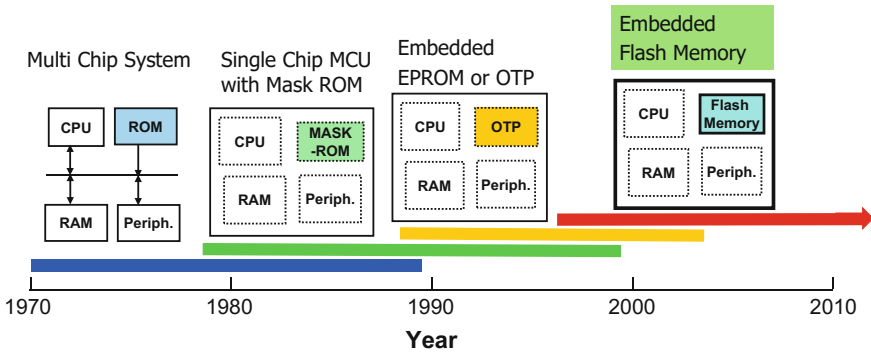 Multi Chip System
Single Chip MCU
with Mask ROM
Embedded
EPROM or OTP
Embedded
Flash Memory
CPU
ROM
RAM
Periph.
CPU
MASK
-ROM
RAM
Periph.
CPU
OTP
RAM
Periph.
CPU
Flash
Memory
RAM
Periph.
1970
1980
1990
2000
2010
Year